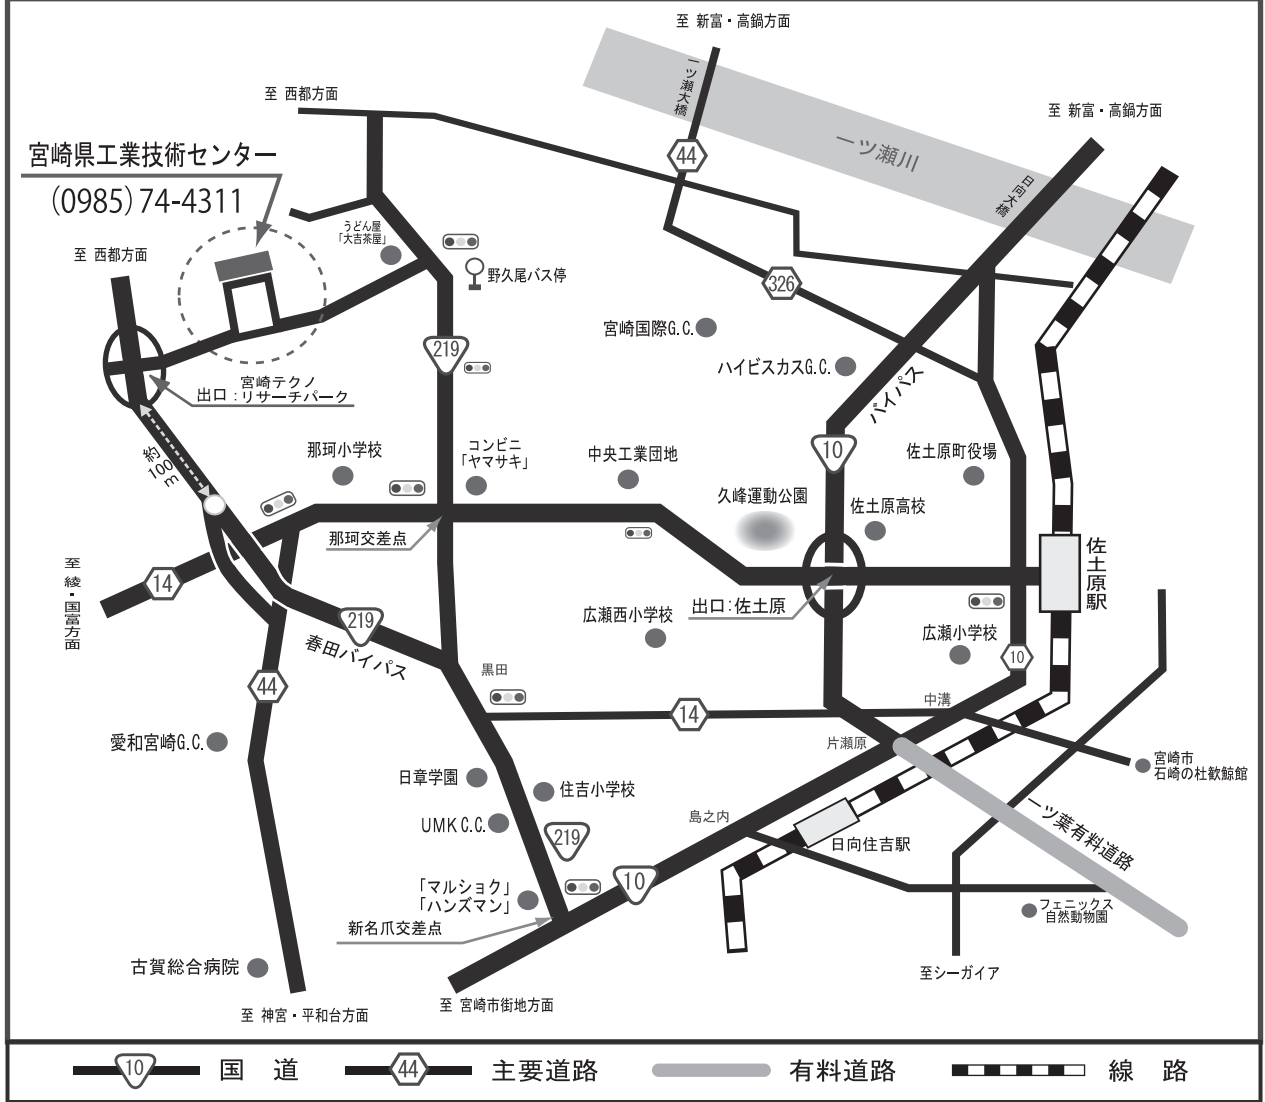 至 新富・高鍋方面
一ツ瀬大橋
至 西都方面
至 新富・高鍋方面
44
一ツ瀬川
宮崎県工業技術センター
(0985)74-4311
日向大橋
うどん屋
「大吉茶屋」
至 西都方面
野久尾バス停
326
宮崎国際G.C.
219
ハイビスカスG.C.
出口:宮崎テクノ
リサーチパーク
バイパス
約100m
那珂小学校
コンビニ
「ヤマサキ」
中央工業団地
10
佐土原町役場
久峰運動公園
佐土原高校
那珂交差点
至 綾・国富方面
14
佐土原駅
出口:佐土原
広瀬西小学校
219
春田バイパス
広瀬小学校
10
黒田
44
中溝
14
愛和宮崎G.C.
片瀬原
宮崎市
石崎の杜歓鯨館
日章学園
住吉小学校
島之内
一ツ葉有料道路
UMK C.C.
219
日向住吉駅
10
「マルショク」
「ハンズマン」
フェニックス
自然動物園
新名爪交差点
古賀総合病院
至シーガイア
至 神宮・平和台方面
至 宮崎市街地方面
10
国 道
44
主要道路
有料道路
線 路